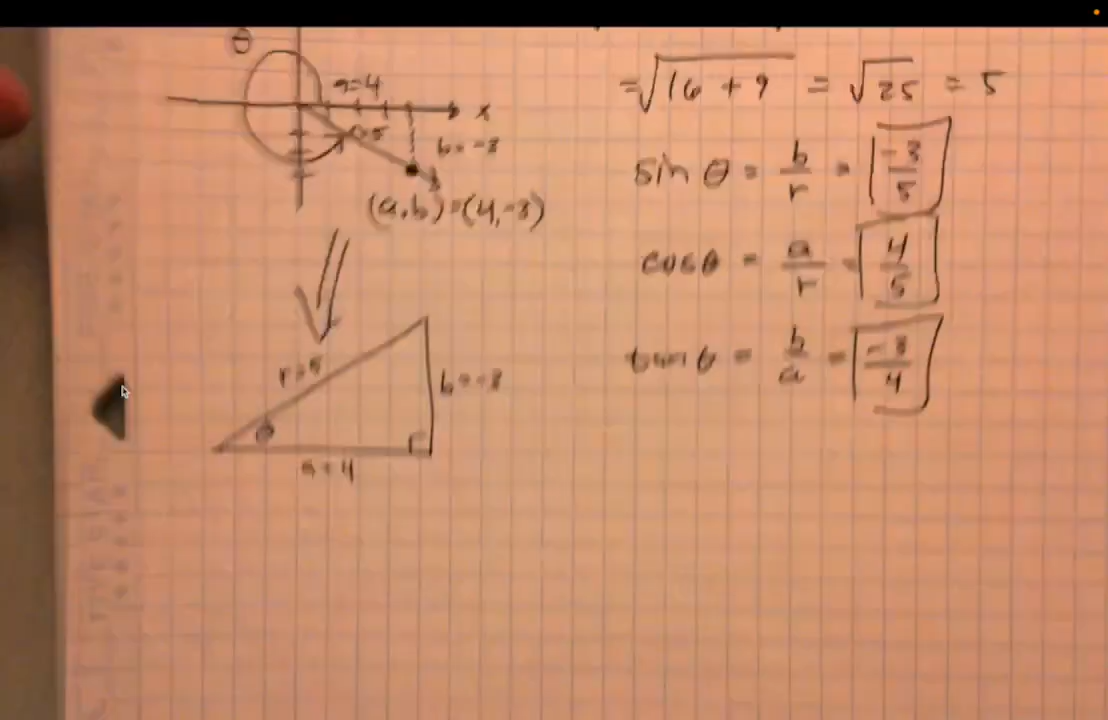 θ
a=4
x
r=5
b=-3
(a,b)=(4,-3)
= √16 + 9 = √25 = 5
sin θ = b/r = -3/5
cos θ = a/r = 4/5
tan θ = b/a = -3/4
r=5
b=-3
θ
a=4